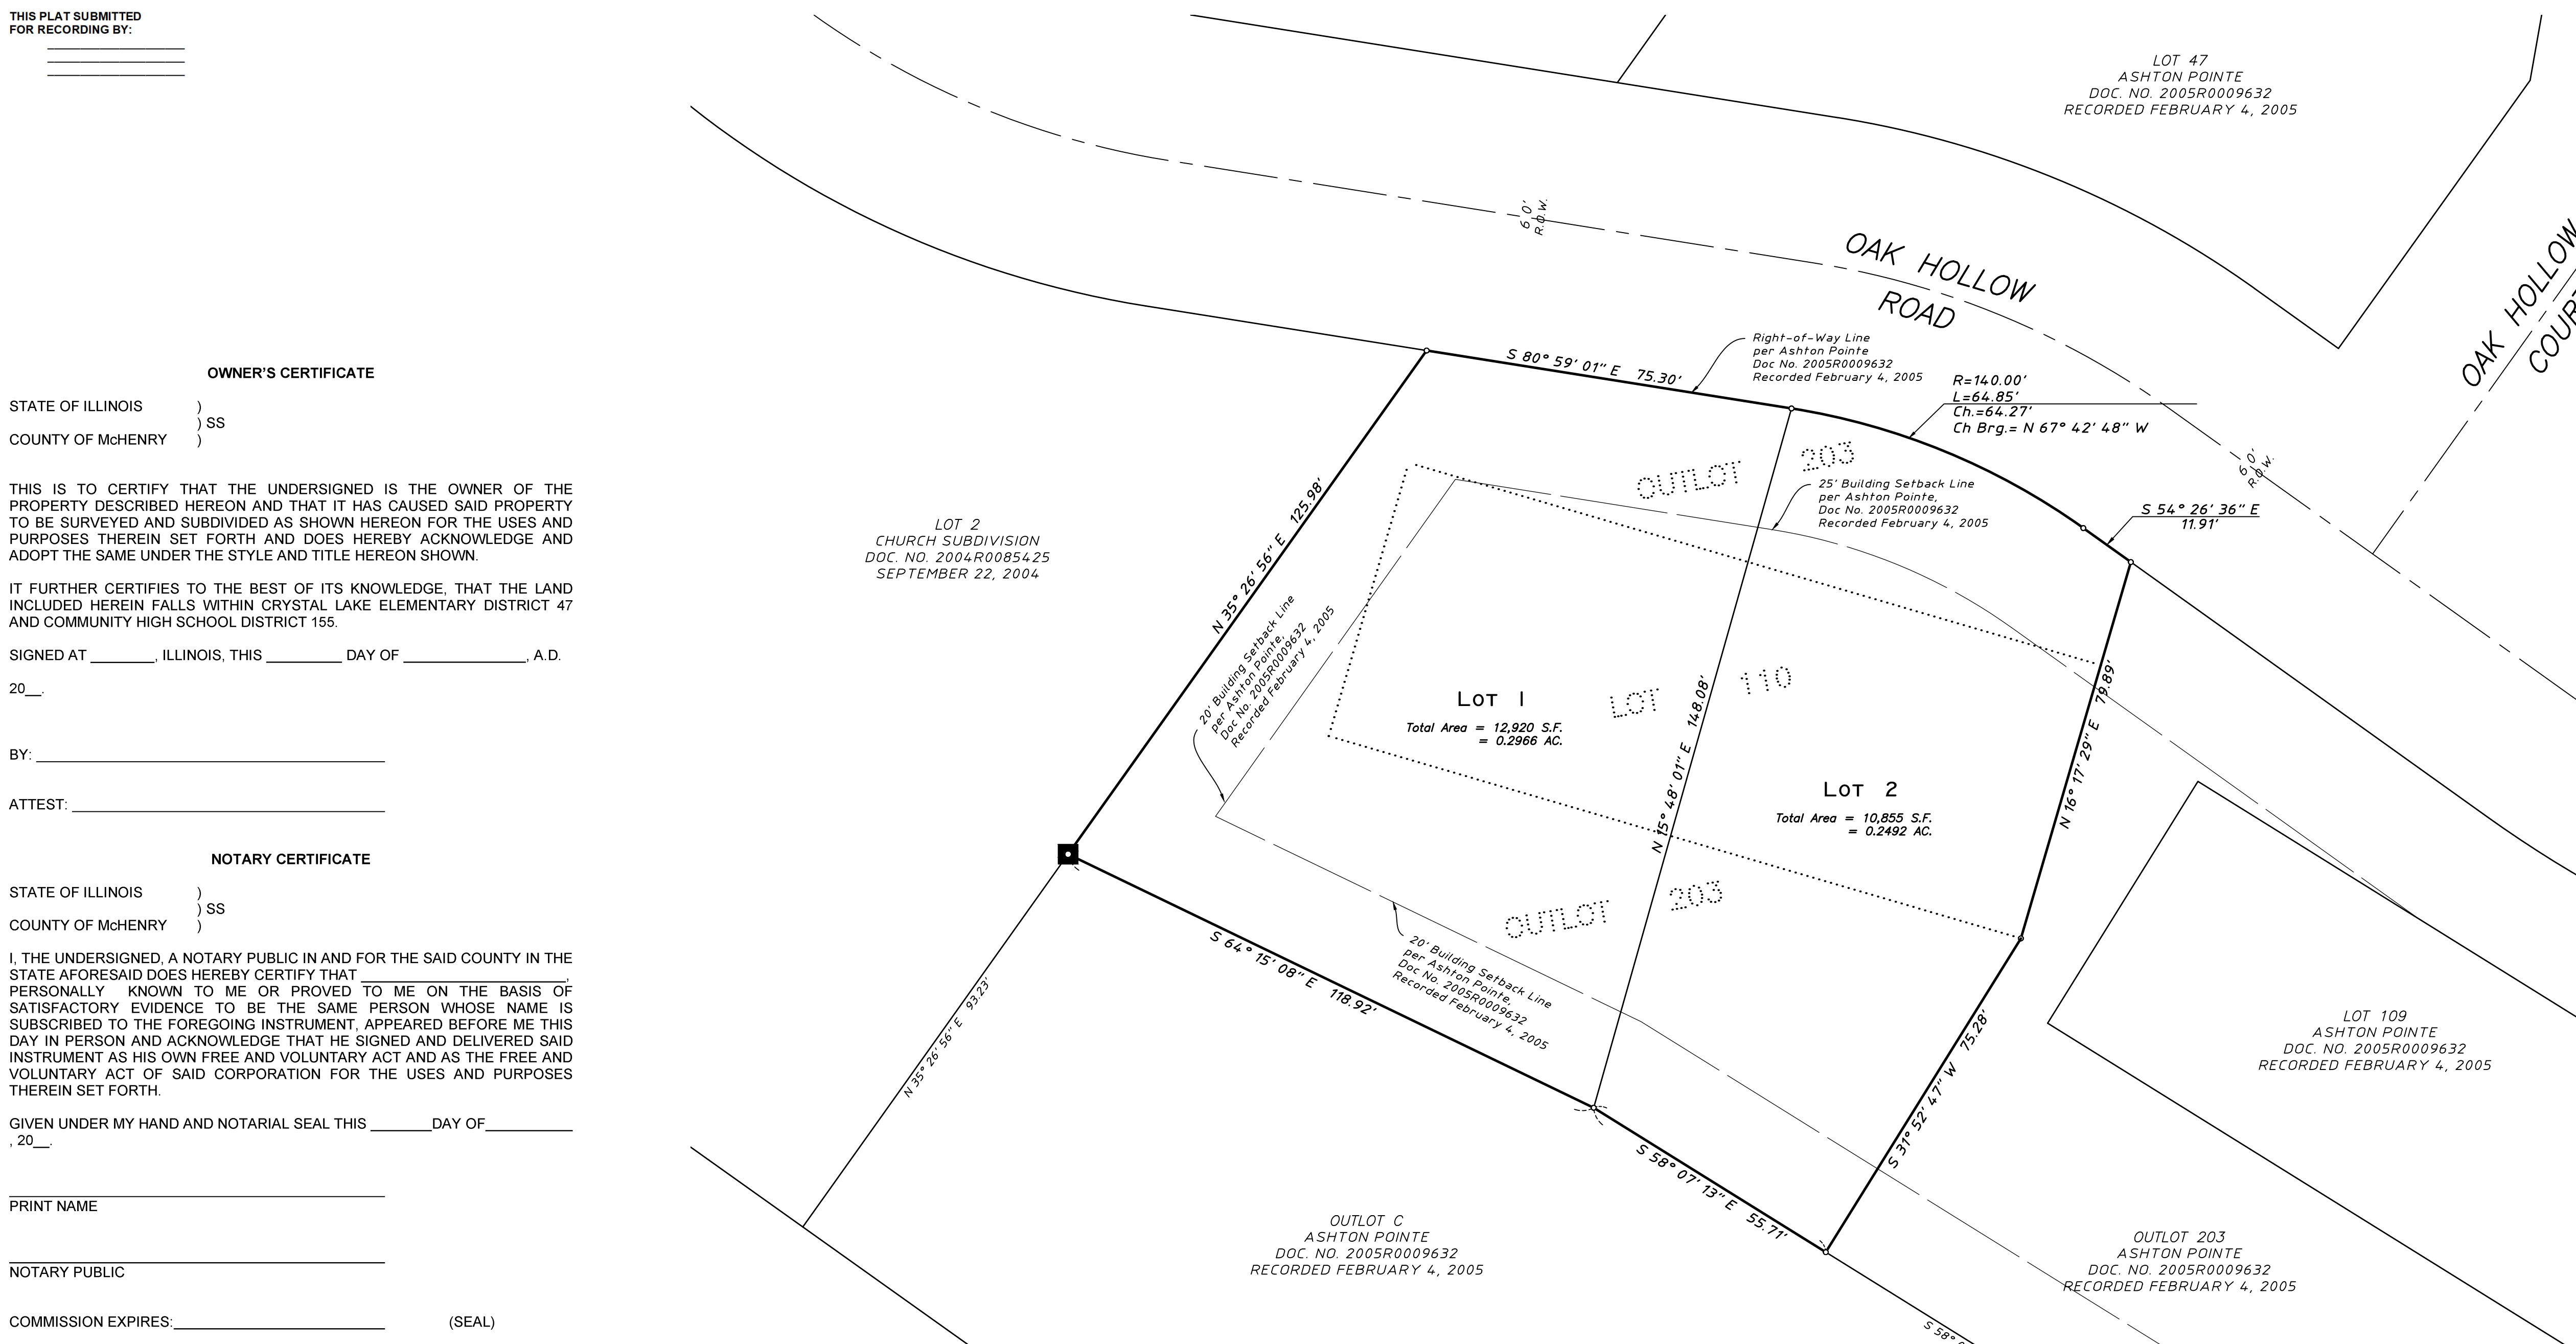 THIS PLAT SUBMITTED
FOR RECORDING BY:
OWNER'S CERTIFICATE
STATE OF ILLINOIS )
) SS
COUNTY OF McHENRY )
THIS IS TO CERTIFY THAT THE UNDERSIGNED IS THE OWNER OF THE
PROPERTY DESCRIBED HEREON AND THAT IT HAS CAUSED SAID PROPERTY
TO BE SURVEYED AND SUBDIVIDED AS SHOWN HEREON FOR THE USES AND
PURPOSES THEREIN SET FORTH AND DOES HEREBY ACKNOWLEDGE AND
ADOPT THE SAME UNDER THE STYLE AND TITLE HEREON SHOWN.
IT FURTHER CERTIFIES TO THE BEST OF ITS KNOWLEDGE, THAT THE LAND
INCLUDED HEREIN FALLS WITHIN CRYSTAL LAKE ELEMENTARY DISTRICT 47
AND COMMUNITY HIGH SCHOOL DISTRICT 155.
SIGNED AT ________, ILLINOIS, THIS _________ DAY OF _______________, A.D.
20__.
BY: ____________________
ATTEST: ____________________
NOTARY CERTIFICATE
STATE OF ILLINOIS )
) SS
COUNTY OF McHENRY )
I, THE UNDERSIGNED, A NOTARY PUBLIC IN AND FOR THE SAID COUNTY IN THE
STATE AFORESAID DOES HEREBY CERTIFY THAT ____________________,
PERSONALLY KNOWN TO ME OR PROVED TO ME ON THE BASIS OF
SATISFACTORY EVIDENCE TO BE THE SAME PERSON WHOSE NAME IS
SUBSCRIBED TO THE FOREGOING INSTRUMENT, APPEARED BEFORE ME THIS
DAY IN PERSON AND ACKNOWLEDGE THAT HE SIGNED AND DELIVERED SAID
INSTRUMENT AS HIS OWN FREE AND VOLUNTARY ACT AND AS THE FREE AND
VOLUNTARY ACT OF SAID CORPORATION FOR THE USES AND PURPOSES
THEREIN SET FORTH.
GIVEN UNDER MY HAND AND NOTARIAL SEAL THIS ________DAY OF___________
, 20__.
PRINT NAME
NOTARY PUBLIC
COMMISSION EXPIRES:____________________ (SEAL)
LOT 47
ASHTON POINTE
DOC. NO. 2005R0009632
RECORDED FEBRUARY 4, 2005
60'
R.O.W.
OAK HOLLOW
ROAD
OAK HOLLOW
COURT
Right-of-Way Line
per Ashton Pointe
Doc No. 2005R0009632
Recorded February 4, 2005
S 80° 59' 01" E 75.30'
R=140.00'
L=64.85'
Ch.=64.27'
Ch Brg.= N 67° 42' 48" W
60'
R.O.W.
OUTLOT 203
25' Building Setback Line
per Ashton Pointe,
Doc No. 2005R0009632
Recorded February 4, 2005
S 54° 26' 36" E
11.91'
LOT 2
CHURCH SUBDIVISION
DOC. NO. 2004R0085425
SEPTEMBER 22, 2004
N 35° 26' 56" E 125.98'
20' Building Setback Line
per Ashton Pointe,
Doc No. 2005R0009632
Recorded February 4, 2005
LOT 1
Total Area = 12,920 S.F.
= 0.2966 AC.
LOT 110
N 15° 48' 01" E 148.08'
LOT 2
Total Area = 10,855 S.F.
= 0.2492 AC.
N 16° 17' 29" E 79.89'
OUTLOT 203
S 64° 15' 08" E 118.92'
20' Building Setback Line
per Ashton Pointe,
Doc No. 2005R0009632
Recorded February 4, 2005
N 35° 26' 56" E 93.23'
S 31° 52' 47" W 75.28'
S 58° 07' 13" E 55.71'
LOT 109
ASHTON POINTE
DOC. NO. 2005R0009632
RECORDED FEBRUARY 4, 2005
OUTLOT C
ASHTON POINTE
DOC. NO. 2005R0009632
RECORDED FEBRUARY 4, 2005
OUTLOT 203
ASHTON POINTE
DOC. NO. 2005R0009632
RECORDED FEBRUARY 4, 2005
S 58°